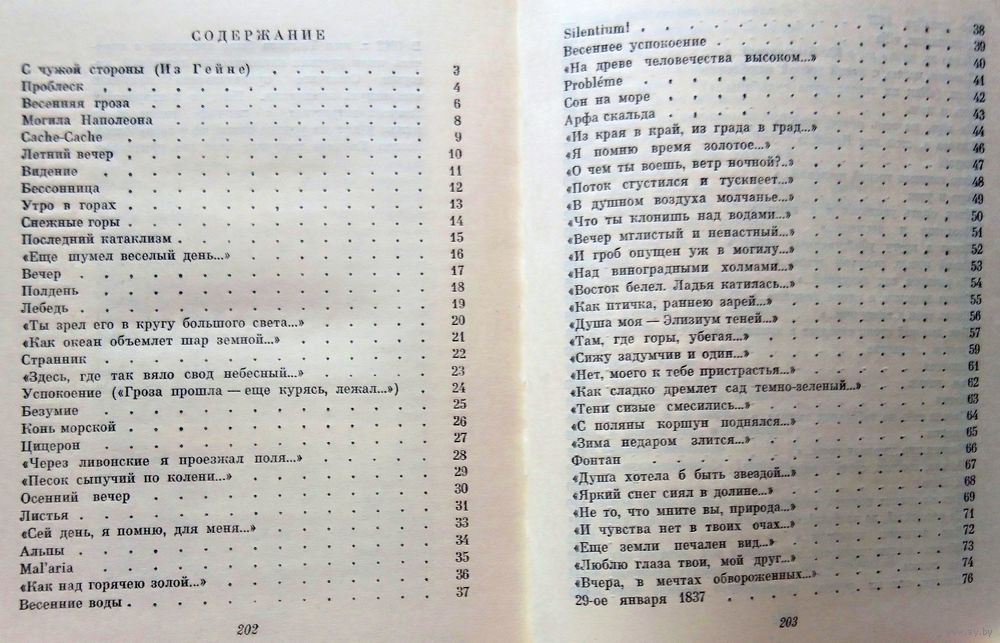 СОДЕРЖАНИЕ
С чужой стороны (Из Гейне) . . . . . . 3
Проблеск . . . . . . 4
Весенняя гроза . . . . . . 6
Могила Наполеона . . . . . . 8
Cache-Cache . . . . . . 9
Летний вечер . . . . . . 10
Видение . . . . . . 11
Бессонница . . . . . . 12
Утро в горах . . . . . . 13
Снежные горы . . . . . . 14
Последний катаклизм . . . . . . 15
«Еще шумел веселый день...» . . . . . . 16
Вечер . . . . . . 17
Полдень . . . . . . 18
Лебедь . . . . . . 19
«Ты зрел его в кругу большого света...» . . . . . . 20
«Как океан объемлет шар земной...» . . . . . . 21
Странник . . . . . . 22
«Здесь, где так вяло свод небесный...» . . . . . . 23
Успокоение («Гроза прошла — еще курясь, лежал...») . . 24
Безумие . . . . . . 25
Конь морской . . . . . . 26
Цицерон . . . . . . 27
«Через ливонские я проезжал поля...» . . . . . . 28
«Песок сыпучий по колени...» . . . . . . 29
Осенний вечер . . . . . . 30
Листья . . . . . . 31
«Сей день, я помню, для меня...» . . . . . . 33
Альпы . . . . . . 34
Mal'aria . . . . . . 35
«Как над горячею золой...» . . . . . . 36
Весенние воды . . . . . . 37
202
Silentium! . . . . . . 38
Весеннее успокоение . . . . . . 39
«На древе человечества высоком...» . . . . . . 40
Probléme . . . . . . 41
Сон на море . . . . . . 42
Арфа скальда . . . . . . 43
«Из края в край, из града в град...» . . . . . . 44
«Я помню время золотое...» . . . . . . 46
«О чем ты воешь, ветр ночной?..» . . . . . . 47
«Поток сгустился и тускнеет...» . . . . . . 48
«В душном воздуха молчанье...» . . . . . . 49
«Что ты клонишь над водами...» . . . . . . 50
«Вечер мглистый и ненастный...» . . . . . . 51
«И гроб опущен уж в могилу...» . . . . . . 52
«Над виноградными холмами...» . . . . . . 53
«Восток белел. Ладья катилась...» . . . . . . 54
«Как птичка, раннею зарей...» . . . . . . 55
«Душа моя — Элизиум теней...» . . . . . . 56
«Там, где горы, убегая...» . . . . . . 57
«Сижу задумчив и один...» . . . . . . 59
«Нет, моего к тебе пристрастья...» . . . . . . 61
«Как сладко дремлет сад темно-зеленый...» . . . . . . 62
«Тени сизые смесились...» . . . . . . 63
«С поляны коршун поднялся...» . . . . . . 64
«Зима недаром злится...» . . . . . . 65
Фонтан . . . . . . 66
«Душа хотела б быть звездой...» . . . . . . 67
«Яркий снег сиял в долине...» . . . . . . 68
«Не то, что мните вы, природа...» . . . . . . 69
«И чувства нет в твоих очах...» . . . . . . 71
«Еще земли печален вид...» . . . . . . 72
«Люблю глаза твои, мой друг...» . . . . . . 73
«Вчера, в мечтах обвороженных...» . . . . . . 74
29-ое января 1837 . . . . . . 76
203